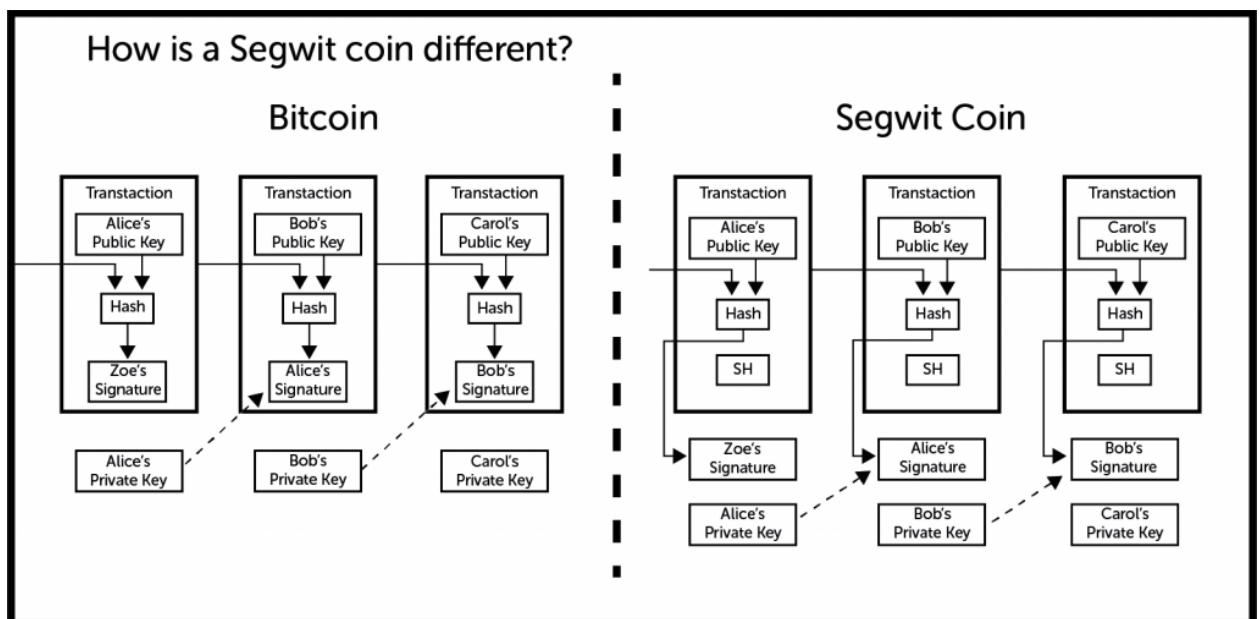 How is a Segwit coin different?
Bitcoin
Transtaction
Alice's
Public Key
Hash
Zoe's
Signature
Alice's
Private Key
Transtaction
Bob's
Public Key
Hash
Alice's
Signature
Bob's
Private Key
Transtaction
Carol's
Public Key
Hash
Bob's
Signature
Carol's
Private Key
Segwit Coin
Transtaction
Alice's
Public Key
Hash
SH
Zoe's
Signature
Alice's
Private Key
Transtaction
Bob's
Public Key
Hash
SH
Alice's
Signature
Bob's
Private Key
Transtaction
Carol's
Public Key
Hash
SH
Bob's
Signature
Carol's
Private Key